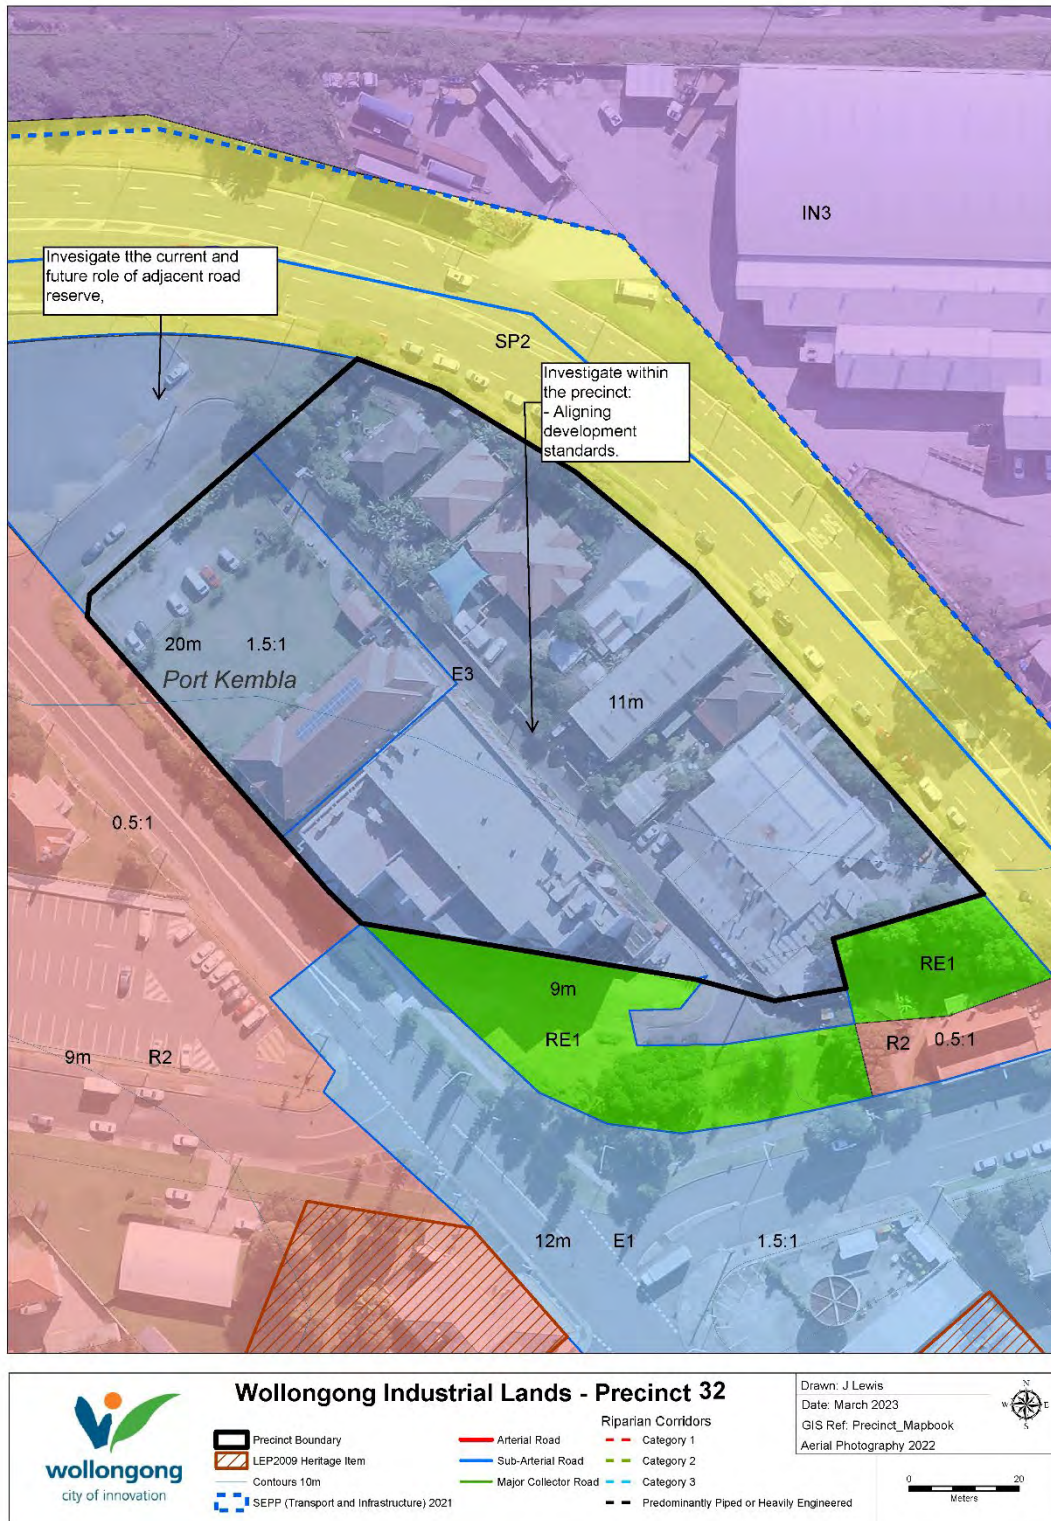 IN3
Invesigate tthe current and
future role of adjacent road
reserve,
SP2
Investigate within
the precinct:
- Aligning
development
standards.
20m 1.5:1
Port Kembla
E3
11m
0.5:1
RE1
9m
RE1
R2 0.5:1
9m R2
12m E1 1.5:1
wollongong
city of innovation
Wollongong Industrial Lands - Precinct 32
Precinct Boundary
LEP2009 Heritage Item
Contours 10m
SEPP (Transport and Infrastructure) 2021
Arterial Road
Sub-Arterial Road
Major Collector Road
Riparian Corridors
Category 1
Category 2
Category 3
Predominantly Piped or Heavily Engineered
Drawn: J Lewis
Date: March 2023
GIS Ref: Precinct_Mapbook
Aerial Photography 2022
N
W E
S
0 20
Meters